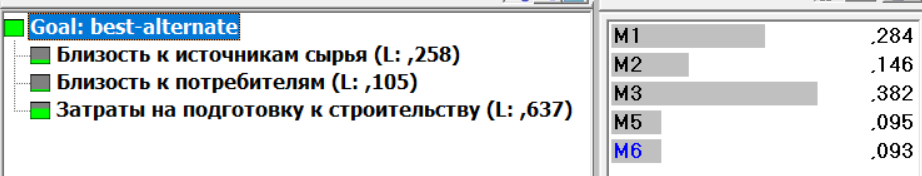 Goal: best-alternate
Близость к источникам сырья (L: ,258)
Близость к потребителям (L: ,105)
Затраты на подготовку к строительству (L: ,637)
M1 ,284
M2 ,146
M3 ,382
M5 ,095
M6 ,093